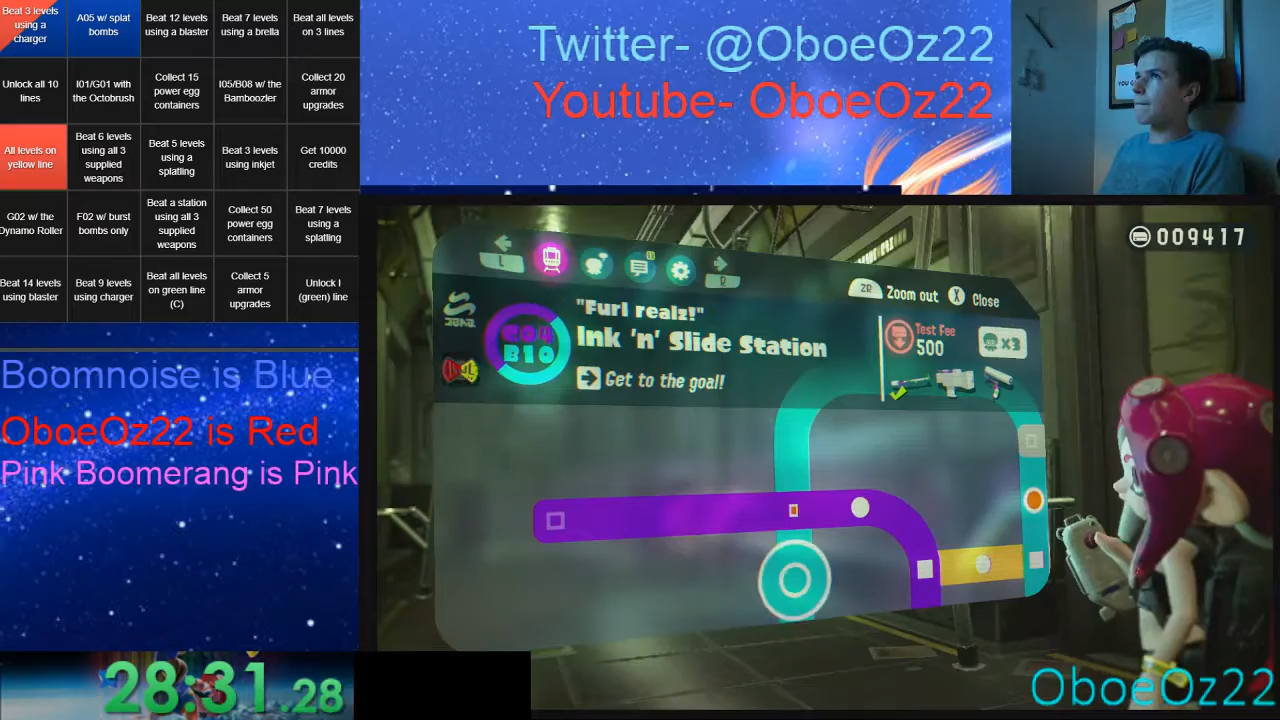 Beat 3 levels
using a
charger
A05 w/ splat
bombs
Beat 12 levels
using a blaster
Beat 7 levels
using a brella
Beat all levels
on 3 lines
Unlock all 10
lines
I01/G01 with
the Octobrush
Collect 15
power egg
containers
I05/B08 w/ the
Bamboozler
Collect 20
armor
upgrades
All levels on
yellow line
Beat 6 levels
using all 3
supplied
weapons
Beat 5 levels
using a
splatling
Beat 3 levels
using inkjet
Get 10000
credits
G02 w/ the
Dynamo Roller
F02 w/ burst
bombs only
Beat a station
using all 3
supplied
weapons
Collect 50
power egg
containers
Beat 7 levels
using a
splatling
Beat 14 levels
using blaster
Beat 9 levels
using charger
Beat all levels
on green line
(C)
Collect 5
armor
upgrades
Unlock I
(green) line
Twitter- @OboeOz22
Youtube- OboeOz22
Boomnoise is Blue
OboeOz22 is Red
Pink Boomerang is Pink
28:31.28
009417
L
R
ZR Zoom out X Close
"Furl realz!"
Ink 'n' Slide Station
B10
Get to the goal!
Test Fee
500
X3
OboeOz22